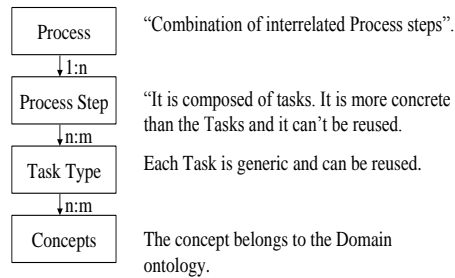 Process
“Combination of interrelated Process steps”.
1:n
Process Step
“It is composed of tasks. It is more concrete
than the Tasks and it can’t be reused.
n:m
Task Type
Each Task is generic and can be reused.
n:m
Concepts
The concept belongs to the Domain
ontology.